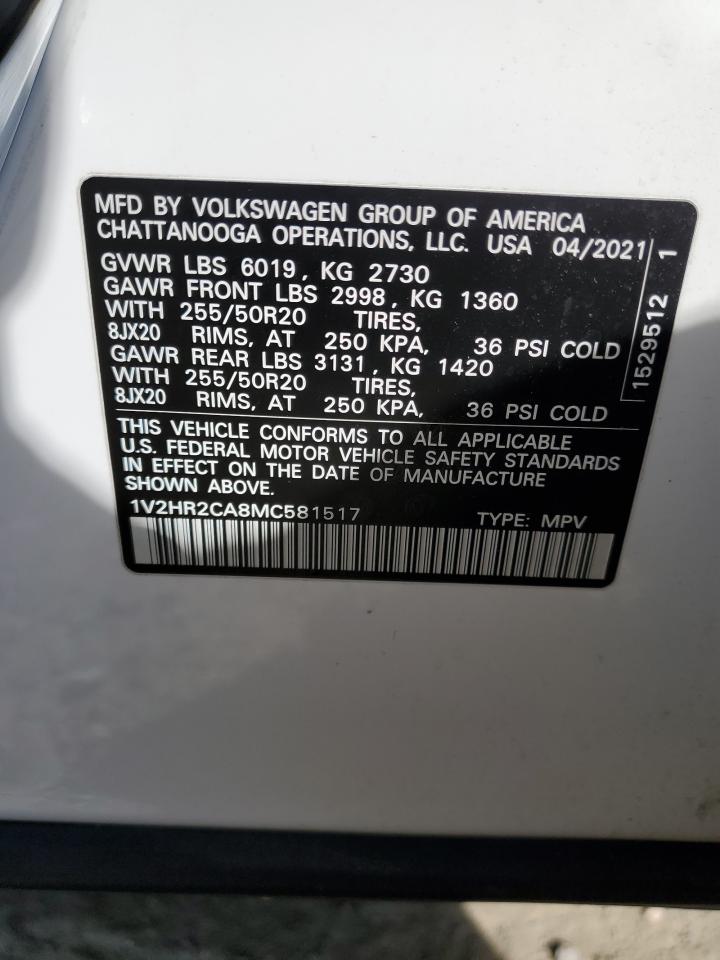 MFD BY VOLKSWAGEN GROUP OF AMERICA
CHATTANOOGA OPERATIONS, LLC. USA 04/2021
GVWR LBS 6019, KG 2730
GAWR FRONT LBS 2998, KG 1360
WITH 255/50R20 TIRES,
8JX20 RIMS, AT 250 KPA, 36 PSI COLD
GAWR REAR LBS 3131, KG 1420
WITH 255/50R20 TIRES,
8JX20 RIMS, AT 250 KPA, 36 PSI COLD
THIS VEHICLE CONFORMS TO ALL APPLICABLE
U.S. FEDERAL MOTOR VEHICLE SAFETY STANDARDS
IN EFFECT ON THE DATE OF MANUFACTURE
SHOWN ABOVE.
1V2HR2CA8MC581517 TYPE: MPV
1529512 1